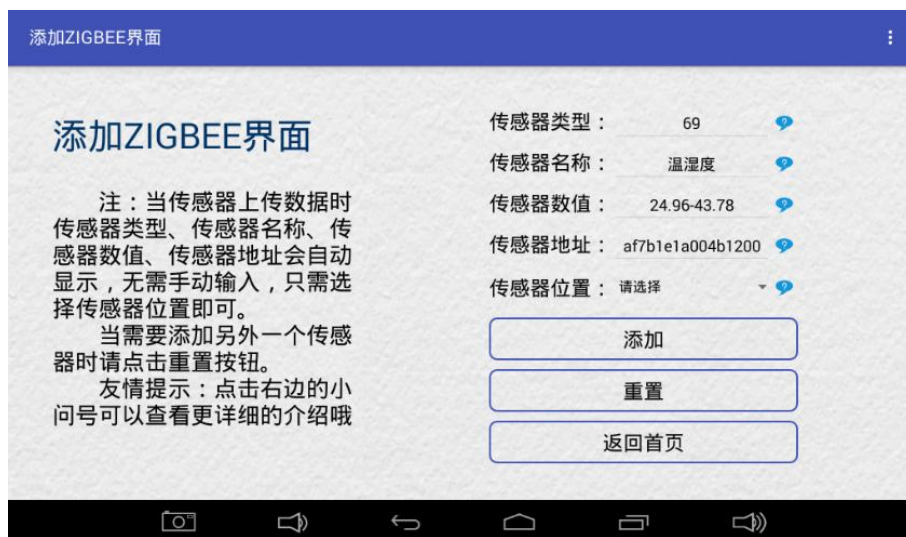 添加ZIGBEE界面
添加ZIGBEE界面
注：当传感器上传数据时
传感器类型、传感器名称、传
感器数值、传感器地址会自动
显示，无需手动输入，只需选
择传感器位置即可。
当需要添加另外一个传感
器时请点击重置按钮。
友情提示：点击右边的小
问号可以查看更详细的介绍哦
传感器类型： 69
传感器名称： 温湿度
传感器数值： 24.96-43.78
传感器地址： af7b1e1a004b1200
传感器位置： 请选择
添加
重置
返回首页